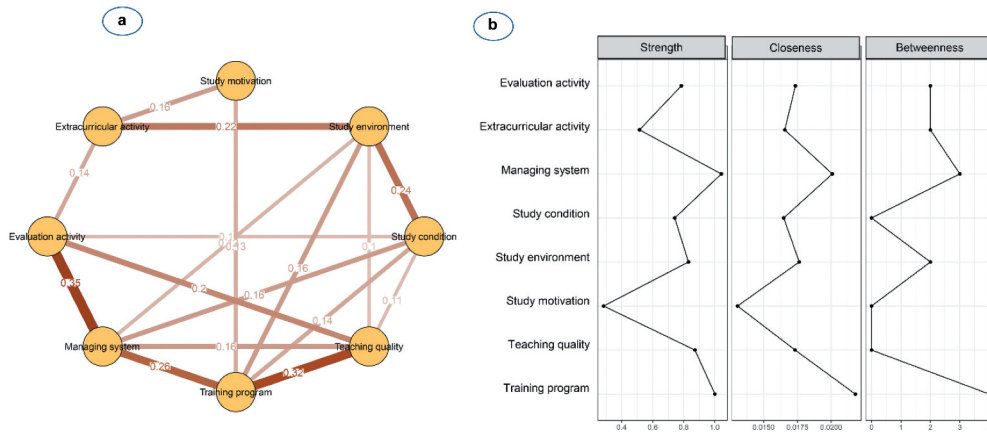 a
Study motivation
0.16
Extracurricular activity
0.22
Study environment
0.14
0.24
Evaluation activity
0.13
0.1
Study condition
0.16
0.35
0.2
0.16
0.11
0.14
Managing system
0.16
Teaching quality
0.26
0.32
Training program
b
Strength
Closeness
Betweenness
Evaluation activity
Extracurricular activity
Managing system
Study condition
Study environment
Study motivation
Teaching quality
Training program
0.4
0.6
0.8
1.0
0.0150
0.0175
0.0200
0
1
2
3